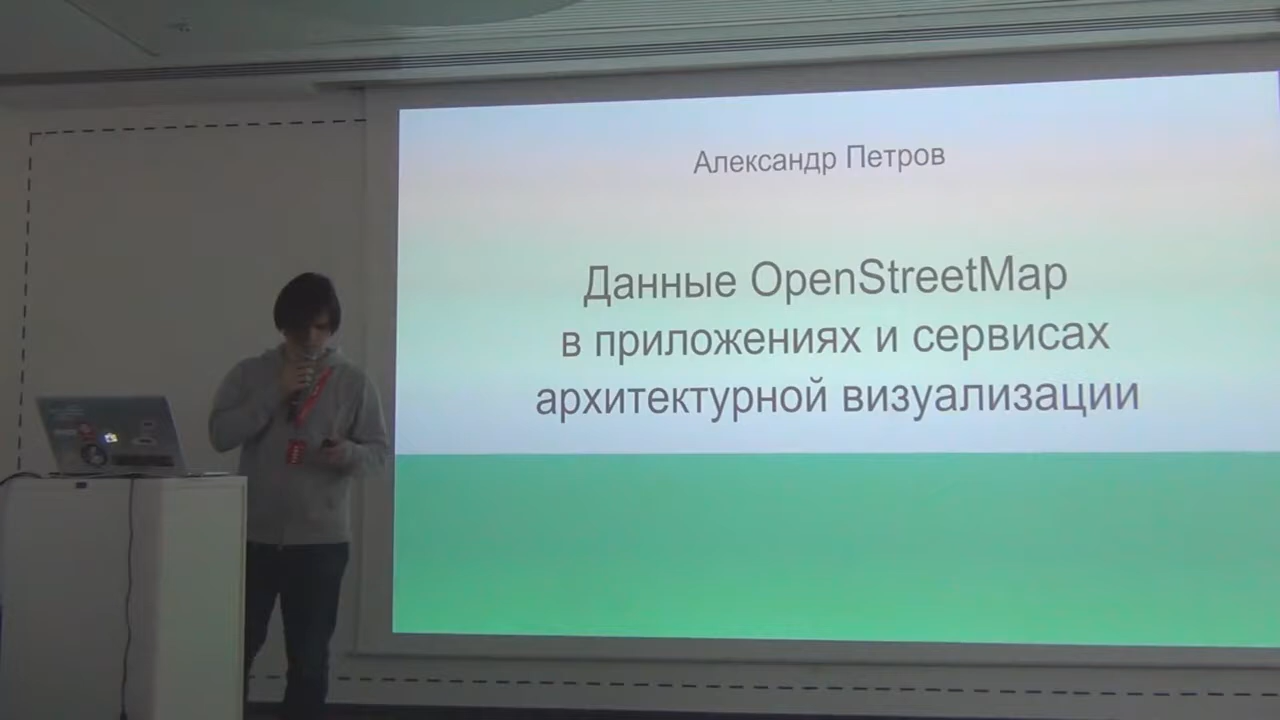 Александр Петров
Данные OpenStreetMap
в приложениях и сервисах
архитектурной визуализации